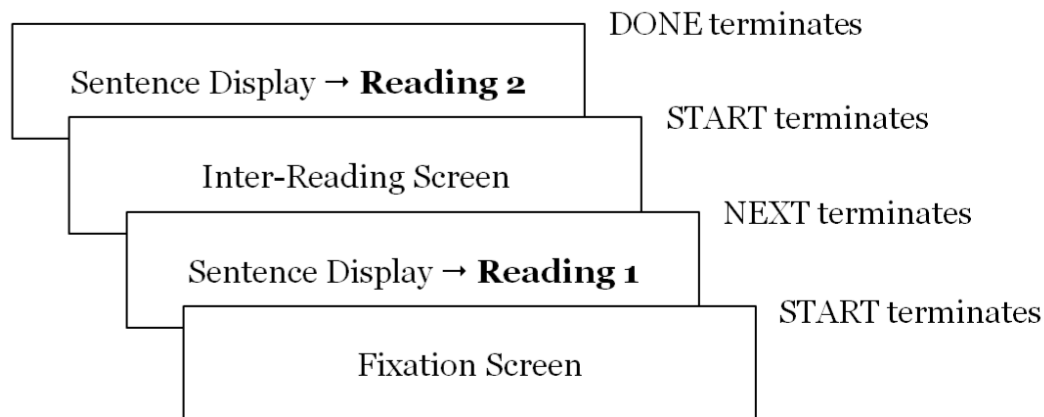 DONE terminates
Sentence Display → Reading 2
START terminates
Inter-Reading Screen
NEXT terminates
Sentence Display → Reading 1
START terminates
Fixation Screen